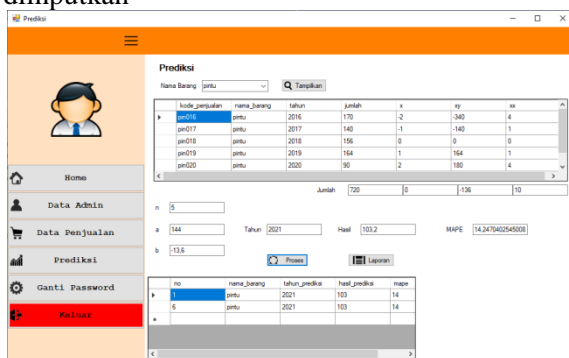 diinputkan
Prediksi
Prediksi
Nama Barang pintu Tampilkan
kode_penjualan nama_barang tahun jumlah x xy xx
pin016 pintu 2016 170 -2 -340 4
pin017 pintu 2017 140 -1 -140 1
pin018 pintu 2018 156 0 0 0
pin019 pintu 2019 164 1 164 1
pin020 pintu 2020 90 2 180 4
Jumlah 720 0 -136 10
n 5
a 144 Tahun 2021 Hasil 103,2 MAPE 14,2470402545008
b -13,6
Proses Laporan
no nama_barang tahun_prediksi hasil_prediksi mape
1 pintu 2021 103 14
6 pintu 2021 103 14
Home
Data Admin
Data Penjualan
Prediksi
Ganti Password
Keluar